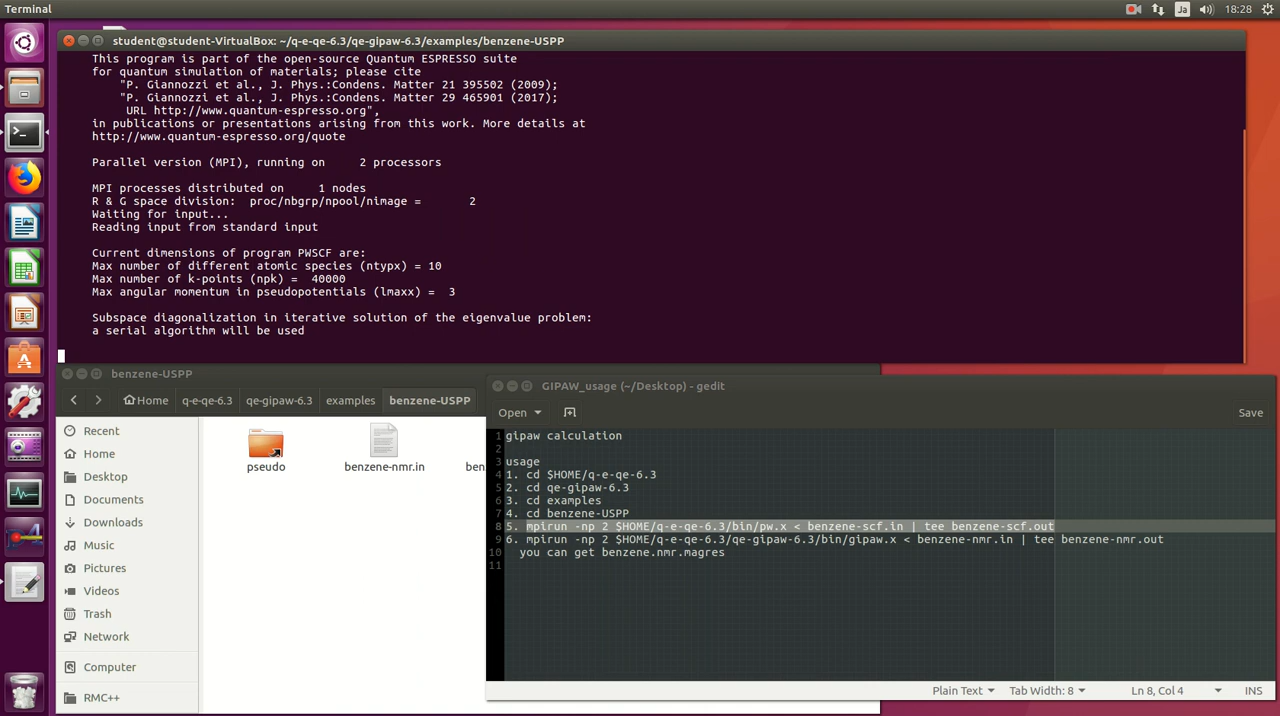 Terminal
Ja
18:28
student@student-VirtualBox: ~/q-e-qe-6.3/qe-gipaw-6.3/examples/benzene-USPP
This program is part of the open-source Quantum ESPRESSO suite
for quantum simulation of materials; please cite
"P. Giannozzi et al., J. Phys.:Condens. Matter 21 395502 (2009);
"P. Giannozzi et al., J. Phys.:Condens. Matter 29 465901 (2017);
URL http://www.quantum-espresso.org",
in publications or presentations arising from this work. More details at
http://www.quantum-espresso.org/quote
Parallel version (MPI), running on 2 processors
MPI processes distributed on 1 nodes
R & G space division: proc/nbgrp/npool/nimage = 2
Waiting for input...
Reading input from standard input
Current dimensions of program PWSCF are:
Max number of different atomic species (ntypx) = 10
Max number of k-points (npk) = 40000
Max angular momentum in pseudopotentials (lmaxx) = 3
Subspace diagonalization in iterative solution of the eigenvalue problem:
a serial algorithm will be used
benzene-USPP
Home q-e-qe-6.3 qe-gipaw-6.3 examples benzene-USPP
Recent
Home
Desktop
Documents
Downloads
Music
Pictures
Videos
Trash
Network
Computer
RMC++
pseudo
benzene-nmr.in
ben
GIPAW_usage (~/Desktop) - gedit
Open
Save
1 gipaw calculation
2
3 usage
4 1. cd $HOME/q-e-qe-6.3
5 2. cd qe-gipaw-6.3
6 3. cd examples
7 4. cd benzene-USPP
8 5. mpirun -np 2 $HOME/q-e-qe-6.3/bin/pw.x < benzene-scf.in | tee benzene-scf.out
9 6. mpirun -np 2 $HOME/q-e-qe-6.3/qe-gipaw-6.3/bin/gipaw.x < benzene-nmr.in | tee benzene-nmr.out
10 you can get benzene.nmr.magres
11
Plain Text Tab Width: 8 Ln 8, Col 4 INS